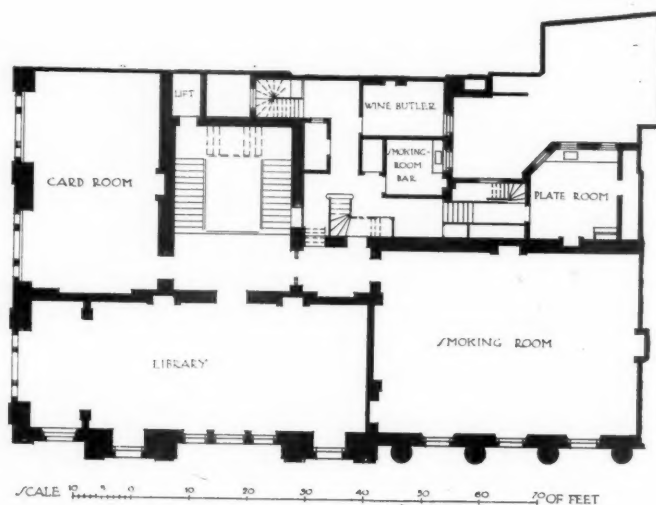 LIFT
WINE BUTLER
SMOKING-
ROOM
BAR
CARD ROOM
PLATE ROOM
SMOKING ROOM
LIBRARY
SCALE 10 5 0 10 20 30 40 50 60 70 OF FEET